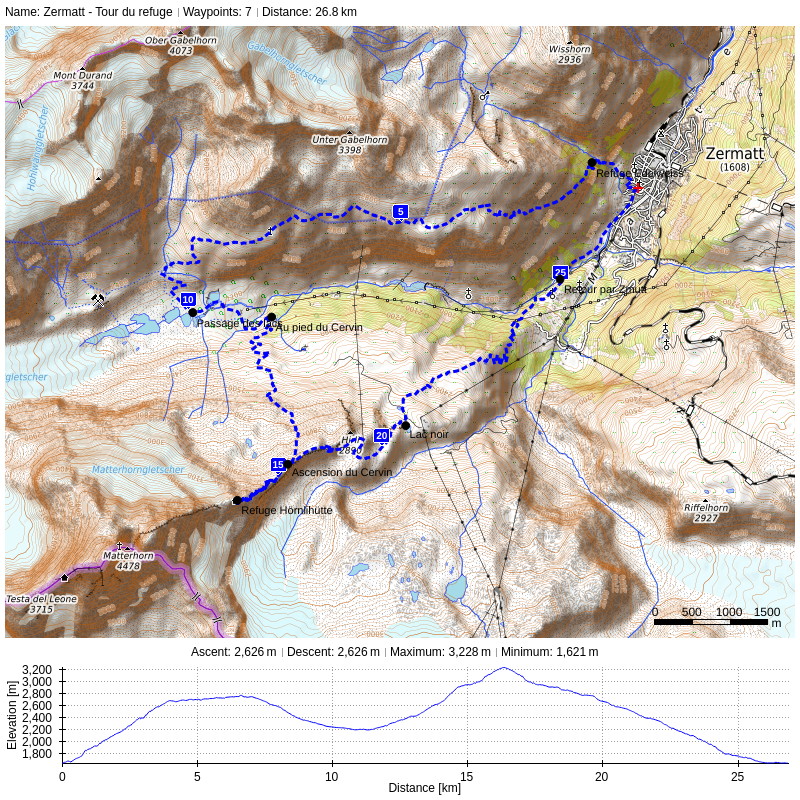 Name: Zermatt - Tour du refuge | Waypoints: 7 | Distance: 26.8 km
Ober Gabelhorn
4073
Gabelhorngletscher
Wisshorn
2936
Mont Durand
3744
Hohwänggletscher
Unter Gabelhorn
3398
Zermatt
(1608)
Refuge Edelweiss
5
25
Retour par Zmutt
10
Passage des lacs
Au pied du Cervin
gletscher
Lac noir
20
Hirli
2890
15
Ascension du Cervin
Matterhorngletscher
Refuge Hörnlihütte
Riffelhorn
2927
Matterhorn
4478
Testa del Leone
3715
0 500 1000 1500
m
Ascent: 2,626 m | Descent: 2,626 m | Maximum: 3,228 m | Minimum: 1,621 m
Elevation [m]
3,200
3,000
2,800
2,600
2,400
2,200
2,000
1,800
0 5 10 15 20 25
Distance [km]